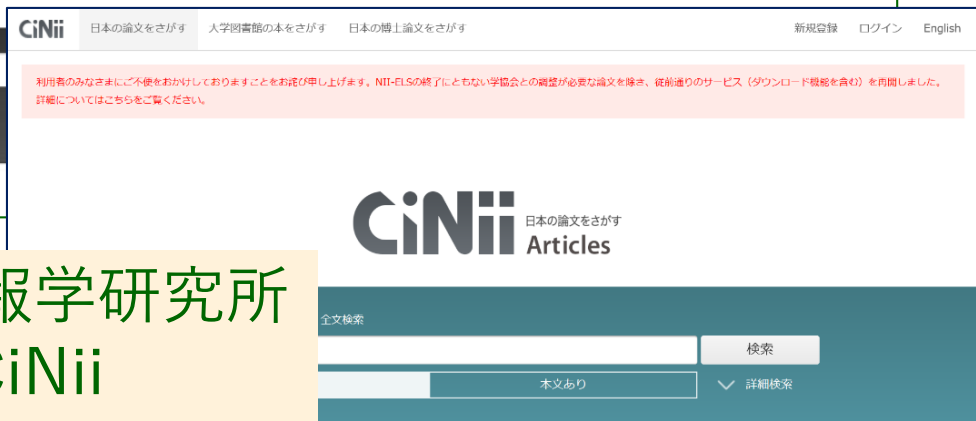 CiNii 日本の論文をさがす 大学図書館の本をさがす 日本の博士論文をさがす 新規登録 ログイン English
利用者のみなさまにご不便をおかけしておりますことをお詫び申し上げます。NII-ELSの終了にともない学協会との調整が必要な論文を除き、従前通りのサービス（ダウンロード機能を含む）を再開しました。
詳細についてはこちらをご覧ください。
CiNii 日本の論文をさがす
Articles
報学研究所
CiNii
全文検索
検索
本文あり 詳細検索